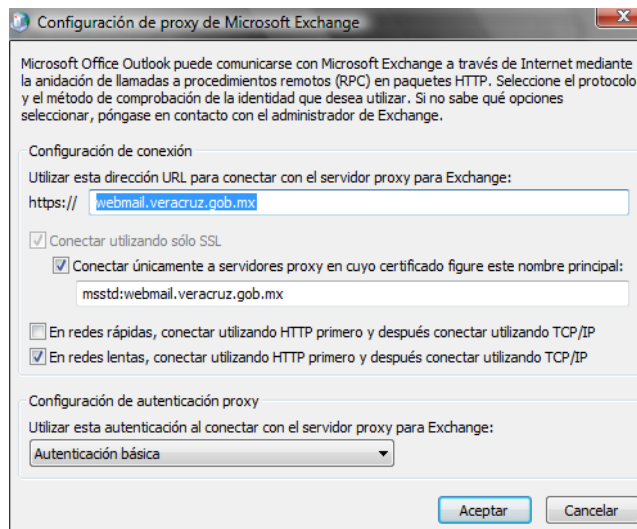 Configuración de proxy de Microsoft Exchange
Microsoft Office Outlook puede comunicarse con Microsoft Exchange a través de Internet mediante
la anidación de llamadas a procedimientos remotos (RPC) en paquetes HTTP. Seleccione el protocolo
y el método de comprobación de la identidad que desea utilizar. Si no sabe qué opciones
seleccionar, póngase en contacto con el administrador de Exchange.
Configuración de conexión
Utilizar esta dirección URL para conectar con el servidor proxy para Exchange:
https:// webmail.veracruz.gob.mx
Conectar utilizando sólo SSL
Conectar únicamente a servidores proxy en cuyo certificado figure este nombre principal:
msstd:webmail.veracruz.gob.mx
En redes rápidas, conectar utilizando HTTP primero y después conectar utilizando TCP/IP
En redes lentas, conectar utilizando HTTP primero y después conectar utilizando TCP/IP
Configuración de autenticación proxy
Utilizar esta autenticación al conectar con el servidor proxy para Exchange:
Autenticación básica
Aceptar Cancelar